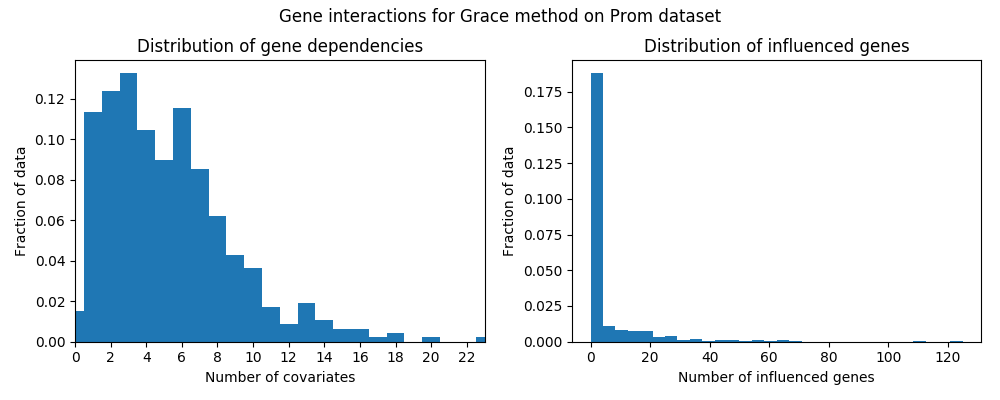 Gene interactions for Grace method on Prom dataset
Distribution of gene dependencies
Fraction of data
0.12
0.10
0.08
0.06
0.04
0.02
0.00
0 2 4 6 8 10 12 14 16 18 20 22
Number of covariates
Distribution of influenced genes
Fraction of data
0.175
0.150
0.125
0.100
0.075
0.050
0.025
0.000
0 20 40 60 80 100 120
Number of influenced genes